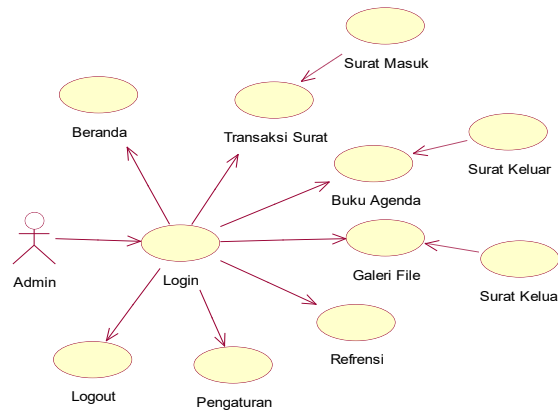 Surat Masuk
Beranda
Transaksi Surat
Surat Keluar
Buku Agenda
Admin
Login
Galeri File
Surat Kelua
Refrensi
Logout
Pengaturan